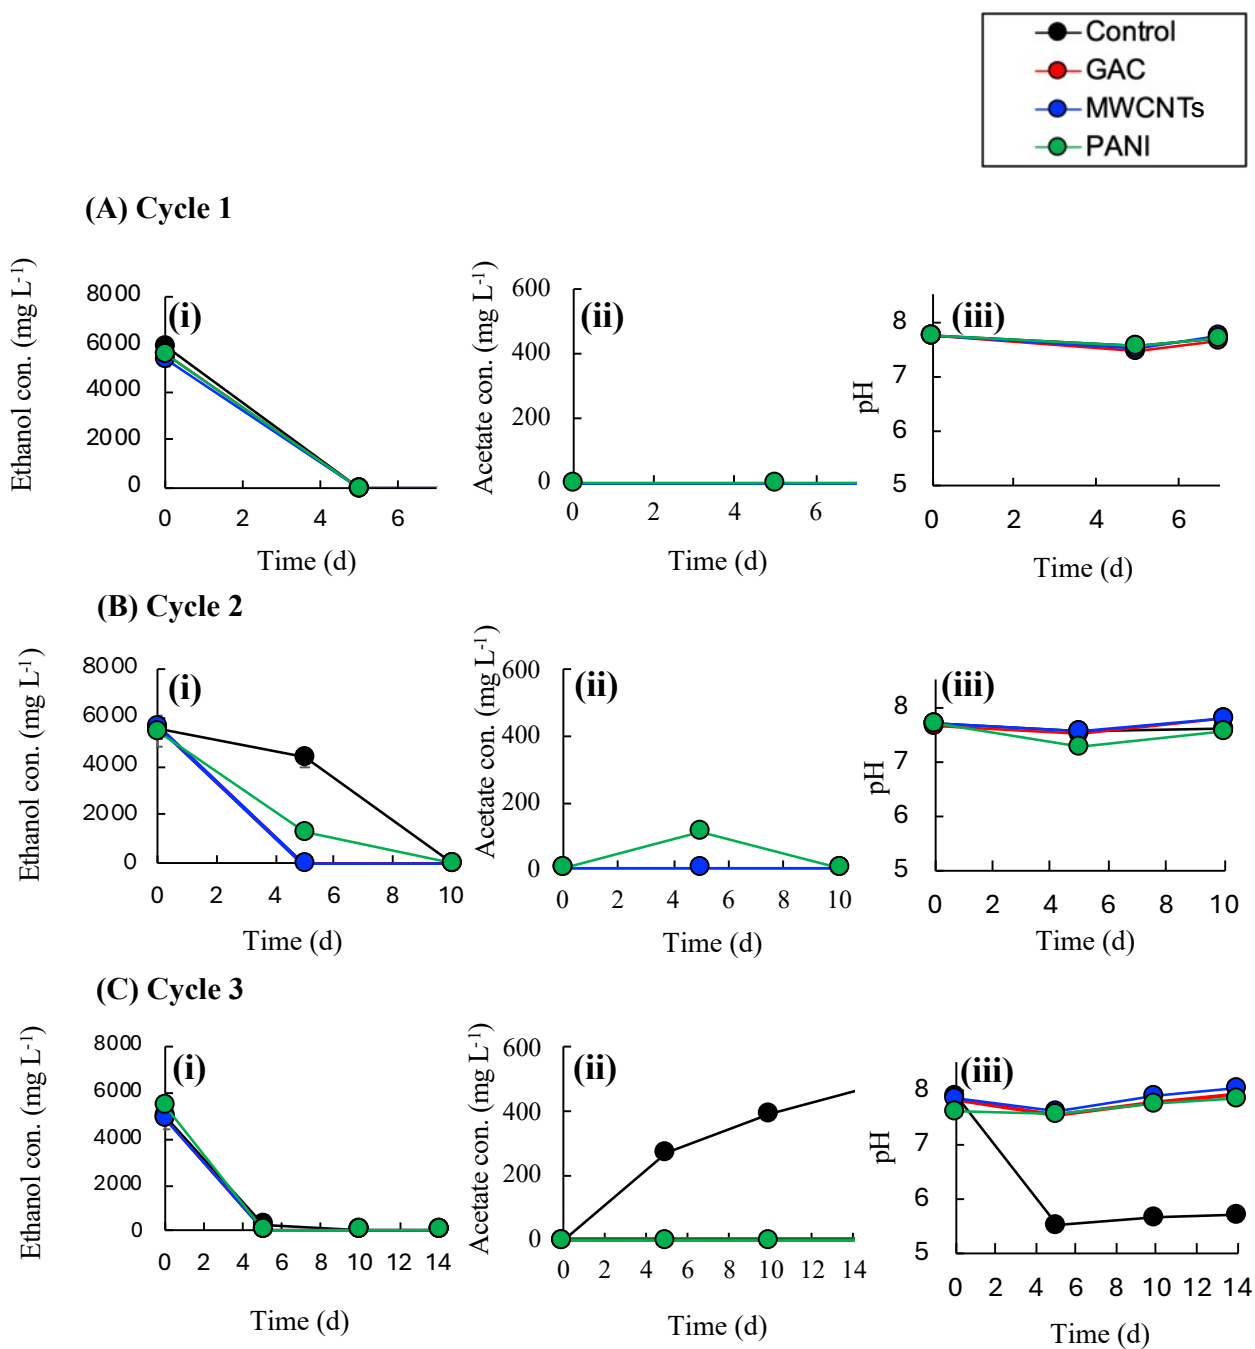 Control
GAC
MWCNTs
PANI
(A) Cycle 1
Ethanol con. (mg L-1)
8000
6000
4000
2000
0
(i)
0 2 4 6
Time (d)
Acetate con. (mg L-1)
600
400
200
0
(ii)
0 2 4 6
Time (d)
pH
8
7
6
5
(iii)
0 2 4 6
Time (d)
(B) Cycle 2
Ethanol con. (mg L-1)
8000
6000
4000
2000
0
(i)
0 2 4 6 8 10
Time (d)
Acetate con. (mg L-1)
600
400
200
0
(ii)
0 2 4 6 8 10
Time (d)
pH
8
7
6
5
(iii)
0 2 4 6 8 10
Time (d)
(C) Cycle 3
Ethanol con. (mg L-1)
8000
6000
4000
2000
0
(i)
0 2 4 6 8 10 12 14
Time (d)
Acetate con. (mg L-1)
600
400
200
0
(ii)
0 2 4 6 8 10 12 14
Time (d)
pH
8
7
6
5
(iii)
0 2 4 6 8 10 12 14
Time (d)